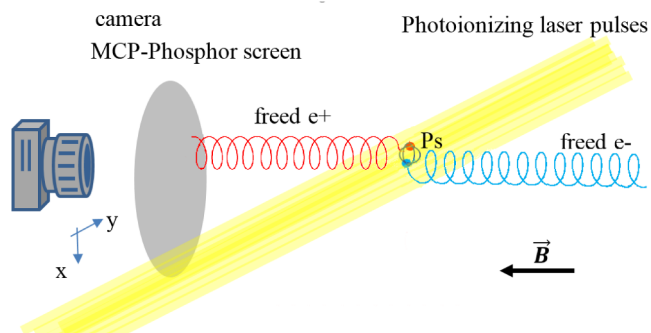 camera
Photoionizing laser pulses
MCP-Phosphor screen
freed e+
Ps
freed e-
y
x
B